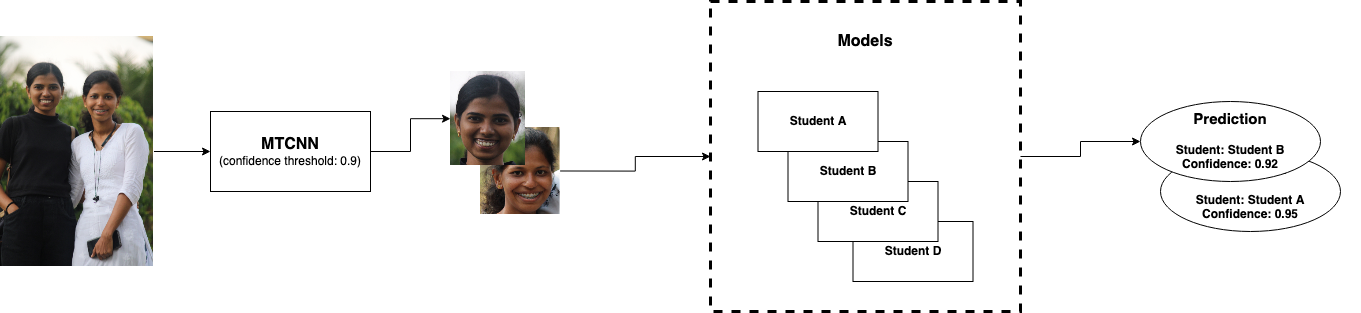 MTCNN
(confidence threshold: 0.9)
Models
Student A
Student B
Student C
Student D
Prediction
Student: Student B
Confidence: 0.92
Student: Student A
Confidence: 0.95